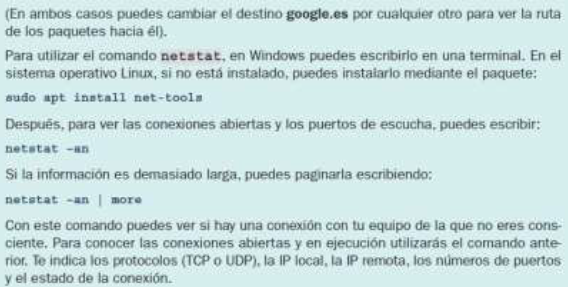 (En ambos casos puedes cambiar el destino google.es por cualquier otro para ver la ruta
de los paquetes hacia él).
Para utilizar el comando netstat, en Windows puedes escribirlo en una terminal. En el
sistema operativo Linux, si no está instalado, puedes instalarlo mediante el paquete:
sudo apt install net-tools
Después, para ver las conexiones abiertas y los puertos de escucha, puedes escribir:
netstat -an
Si la información es demasiado larga, puedes paginarla escribiendo:
netstat -an | more
Con este comando puedes ver si hay una conexión con tu equipo de la que no eres cons-
ciente. Para conocer las conexiones abiertas y en ejecución utilizarás el comando ante-
rior. Te indica los protocolos (TCP o UDP), la IP local, la IP remota, los números de puertos
y el estado de la conexión.